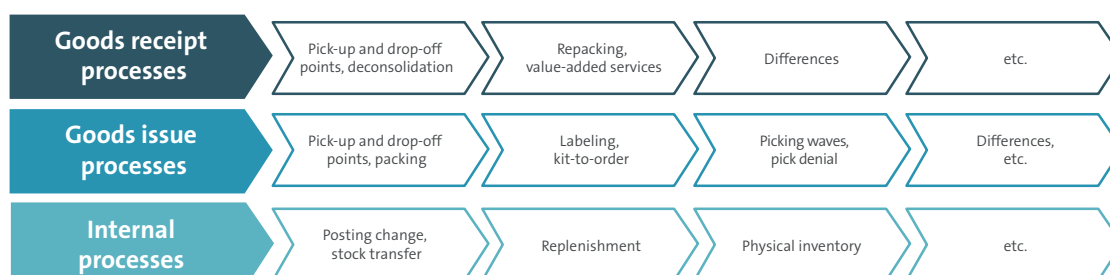 Goods receipt
processes
Pick-up and drop-off
points, deconsolidation
Repacking,
value-added services
Differences
etc.
Goods issue
processes
Pick-up and drop-off
points, packing
Labeling,
kit-to-order
Picking waves,
pick denial
Differences,
etc.
Internal
processes
Posting change,
stock transfer
Replenishment
Physical inventory
etc.